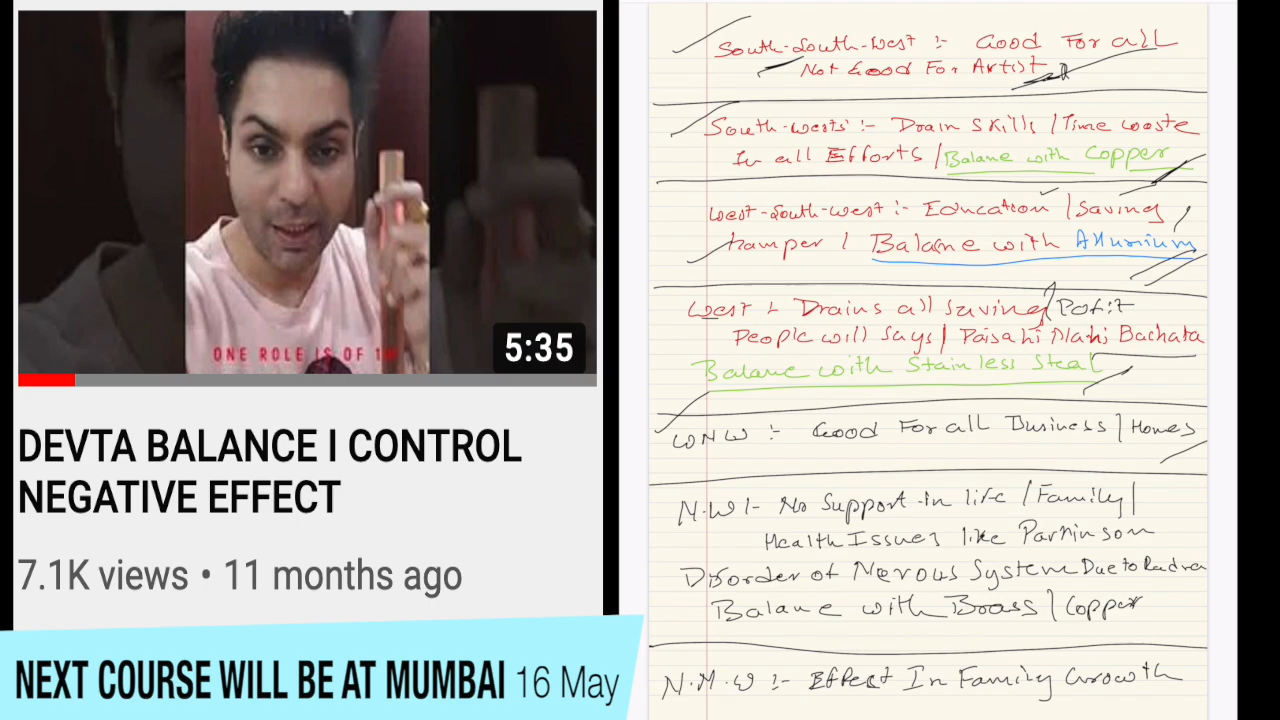 ONE ROLE IS OF
5:35
DEVTA BALANCE I CONTROL
NEGATIVE EFFECT
7.1K views • 11 months ago
NEXT COURSE WILL BE AT MUMBAI 16 May
South-South-West :- Good For all
Not Good For Artist
South-wests :- Drain skills / Time waste
In all Efforts / Balane with Copper
West-South-west :- Education / Saving
hamper / Balane with Allumium
West :- Drains all saving / Pofit
People will says / Paisa hi Nahi Bachata
Balane with Stainless Steal
WNW :- Good For all Business / Homes
N.W :- No Support in life / Family /
Health Issues like Parkinson
Disorder of Nervous System Due to Rudra
Balane with Brass / Copper
N.N.W :- Effect In Family Growth